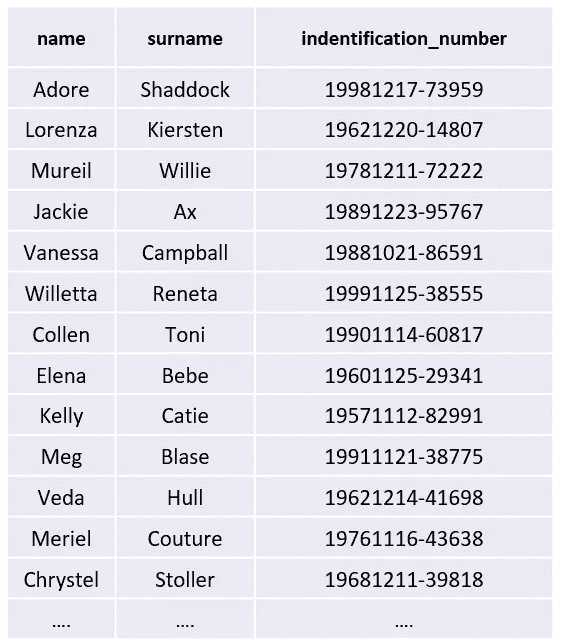 name surname indentification_number
Adore Shaddock 19981217-73959
Lorenza Kiersten 19621220-14807
Mureil Willie 19781211-72222
Jackie Ax 19891223-95767
Vanessa Campball 19881021-86591
Willetta Reneta 19991125-38555
Collen Toni 19901114-60817
Elena Bebe 19601125-29341
Kelly Catie 19571112-82991
Meg Blase 19911121-38775
Veda Hull 19621214-41698
Meriel Couture 19761116-43638
Chrystel Stoller 19681211-39818
.... .... ....